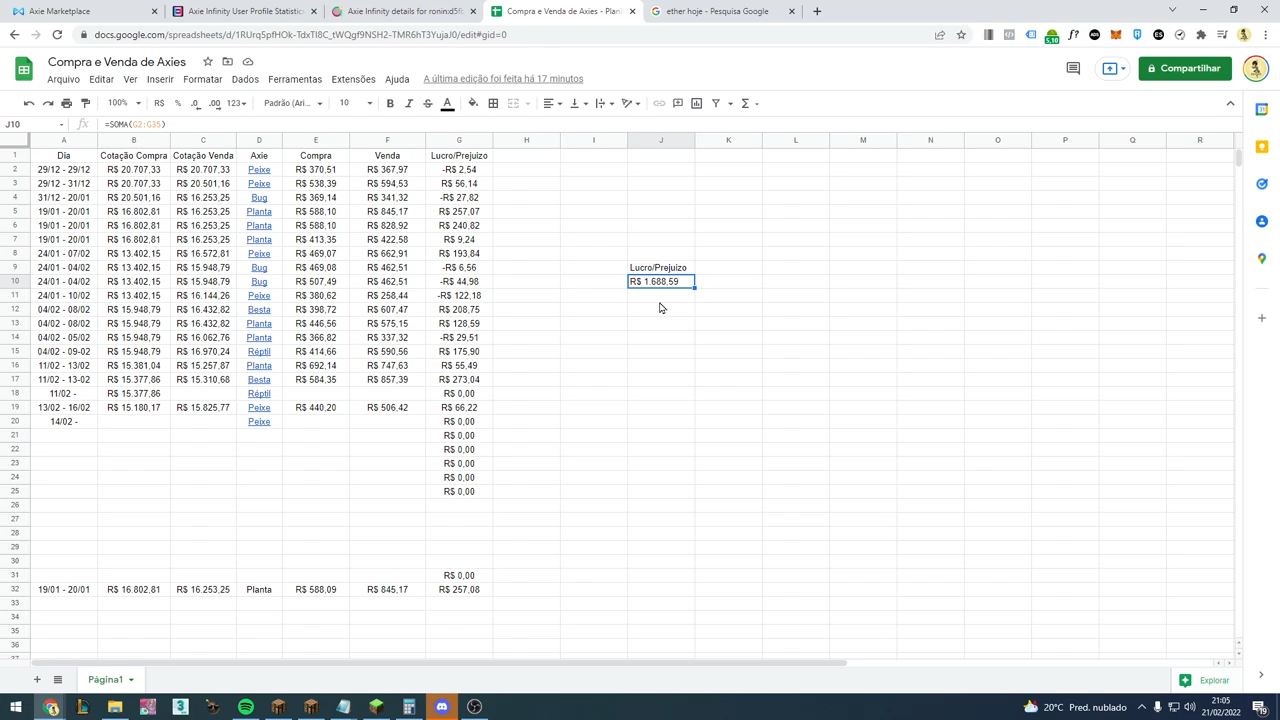 Axie Marketplace
Axie Infinity User Profile Statistics
Axie Infinity details for ronin:d5f
Compra e Venda de Axies - Plan
ether hoje - Pesquisa Google
docs.google.com/spreadsheets/d/1RUrq5pfHOk-TdxTI8C_tWQgf9NSH2-TMR6hT3YujaJ0/edit#gid=0
5,10
Compra e Venda de Axies
Arquivo Editar Ver Inserir Formatar Dados Ferramentas Extensões Ajuda A última edição foi feita há 17 minutos
Compartilhar
100% R$ % .0 .00 123 Padrão (Ari... 10 B I S A
J10 fx =SOMA(G2:G35)
A B C D E F G H I J K L M N O P Q R
1 Dia Cotação Compra Cotação Venda Axie Compra Venda Lucro/Prejuizo
2 29/12 - 29/12 R$ 20.707,33 R$ 20.707,33 Peixe R$ 370,51 R$ 367,97 -R$ 2,54
3 29/12 - 31/12 R$ 20.707,33 R$ 20.501,16 Peixe R$ 538,39 R$ 594,53 R$ 56,14
4 31/12 - 20/01 R$ 20.501,16 R$ 16.253,25 Bug R$ 369,14 R$ 341,32 -R$ 27,82
5 19/01 - 20/01 R$ 16.802,81 R$ 16.253,25 Planta R$ 588,10 R$ 845,17 R$ 257,07
6 19/01 - 20/01 R$ 16.802,81 R$ 16.253,25 Planta R$ 588,10 R$ 828,92 R$ 240,82
7 19/01 - 20/01 R$ 16.802,81 R$ 16.253,25 Planta R$ 413,35 R$ 422,58 R$ 9,24
8 24/01 - 07/02 R$ 13.402,15 R$ 16.572,81 Peixe R$ 469,07 R$ 662,91 R$ 193,84
9 24/01 - 04/02 R$ 13.402,15 R$ 15.948,79 Bug R$ 469,08 R$ 462,51 -R$ 6,56 Lucro/Prejuizo
10 24/01 - 04/02 R$ 13.402,15 R$ 15.948,79 Bug R$ 507,49 R$ 462,51 -R$ 44,98 R$ 1.688,59
11 24/01 - 10/02 R$ 13.402,15 R$ 16.144,26 Peixe R$ 380,62 R$ 258,44 -R$ 122,18
12 04/02 - 08/02 R$ 15.948,79 R$ 16.432,82 Besta R$ 398,72 R$ 607,47 R$ 208,75
13 04/02 - 08/02 R$ 15.948,79 R$ 16.432,82 Planta R$ 446,56 R$ 575,15 R$ 128,59
14 04/02 - 05/02 R$ 15.948,79 R$ 16.062,76 Planta R$ 366,82 R$ 337,32 -R$ 29,51
15 04/02 - 09-02 R$ 15.948,79 R$ 16.970,24 Réptil R$ 414,66 R$ 590,56 R$ 175,90
16 11/02 - 13/02 R$ 15.381,04 R$ 15.257,87 Planta R$ 692,14 R$ 747,63 R$ 55,49
17 11/02 - 13-02 R$ 15.377,86 R$ 15.310,68 Besta R$ 584,35 R$ 857,39 R$ 273,04
18 11/02 - R$ 15.377,86 Réptil R$ 0,00
19 13/02 - 16/02 R$ 15.180,17 R$ 15.825,77 Peixe R$ 440,20 R$ 506,42 R$ 66,22
20 14/02 - Peixe R$ 0,00
21 R$ 0,00
22 R$ 0,00
23 R$ 0,00
24 R$ 0,00
25 R$ 0,00
26
27
28
29
30
31 R$ 0,00
32 19/01 - 20/01 R$ 16.802,81 R$ 16.253,25 Planta R$ 588,09 R$ 845,17 R$ 257,08
33
34
35
36
Página1
Explorar
20°C Pred. nublado
21:05
21/02/2022
19